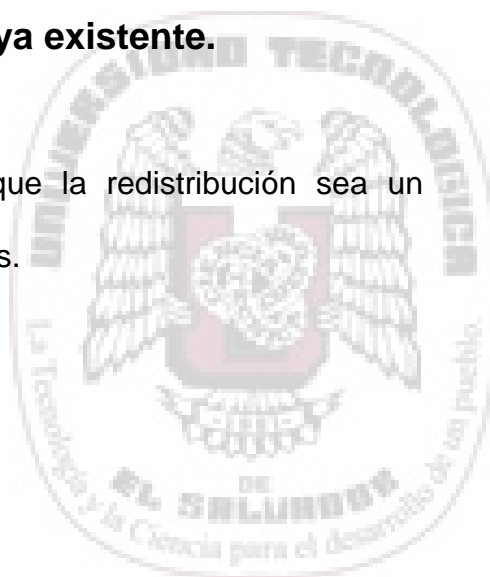 ya existente.
UNIVERSIDAD TECNOLOGICA
que la redistribución sea un
s.
DE
EL SALVADOR
La Tecnología y la Ciencia para el desarrollo de un pueblo.